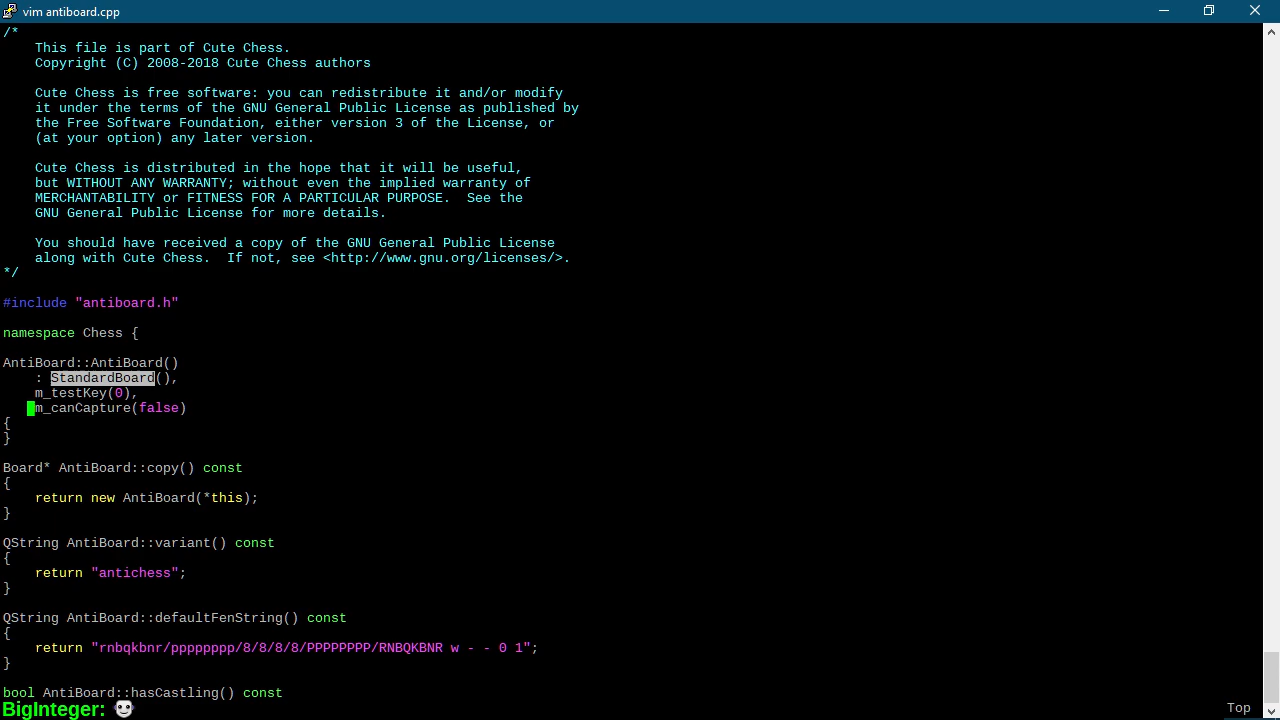 vim antiboard.cpp
/*
This file is part of Cute Chess.
Copyright (C) 2008-2018 Cute Chess authors
Cute Chess is free software: you can redistribute it and/or modify
it under the terms of the GNU General Public License as published by
the Free Software Foundation, either version 3 of the License, or
(at your option) any later version.
Cute Chess is distributed in the hope that it will be useful,
but WITHOUT ANY WARRANTY; without even the implied warranty of
MERCHANTABILITY or FITNESS FOR A PARTICULAR PURPOSE.  See the
GNU General Public License for more details.
You should have received a copy of the GNU General Public License
along with Cute Chess.  If not, see <http://www.gnu.org/licenses/>.
*/
#include "antiboard.h"
namespace Chess {
AntiBoard::AntiBoard()
: StandardBoard(),
m_testKey(0),
m_canCapture(false)
{
}
Board* AntiBoard::copy() const
{
return new AntiBoard(*this);
}
QString AntiBoard::variant() const
{
return "antichess";
}
QString AntiBoard::defaultFenString() const
{
return "rnbqkbnr/pppppppp/8/8/8/8/PPPPPPPP/RNBQKBNR w - - 0 1";
}
bool AntiBoard::hasCastling() const
BigInteger:
Top